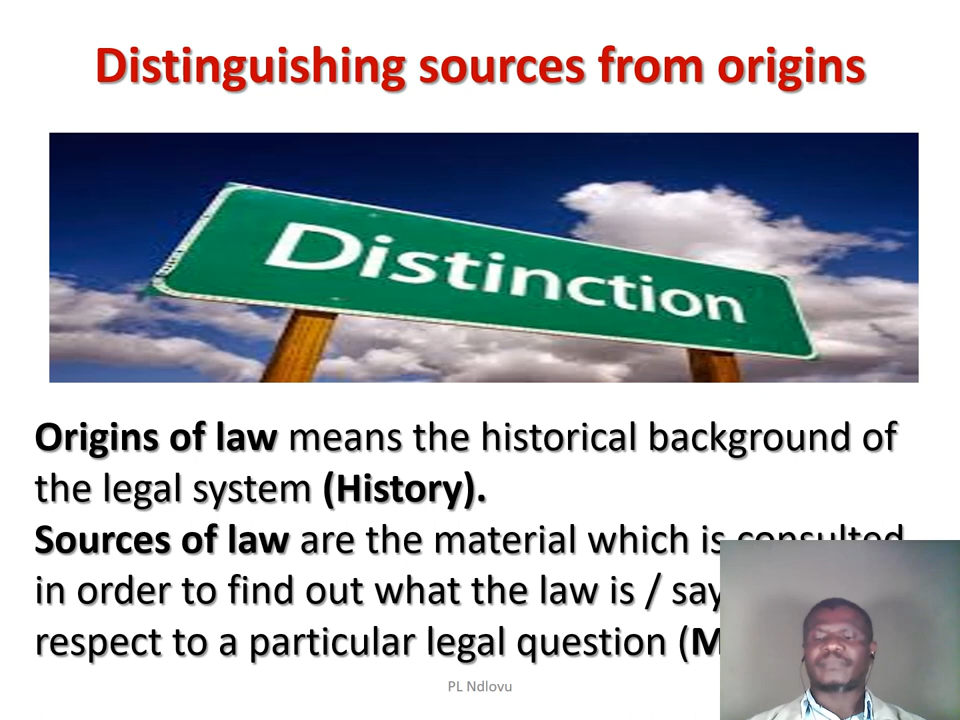 Distinguishing sources from origins
Distinction
Origins of law means the historical background of
the legal system (History).
Sources of law are the material which is consulted
in order to find out what the law is / say
respect to a particular legal question (M
PL Ndlovu